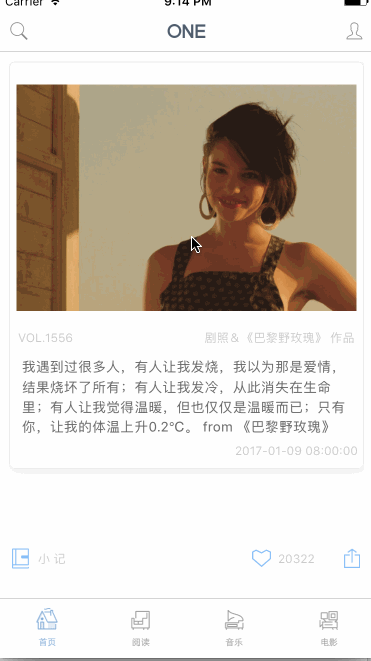 Carrier 9:14 PM
ONE
VOL.1556 剧照＆《巴黎野玫瑰》 作品
我遇到过很多人，有人让我发烧，我以为那是爱情，
结果烧坏了所有；有人让我发冷，从此消失在生命
里；有人让我觉得温暖，但也仅仅是温暖而已；只有
你，让我的体温上升0.2℃。 from 《巴黎野玫瑰》
2017-01-09 08:00:00
小 记 20322
首页 阅读 音乐 电影